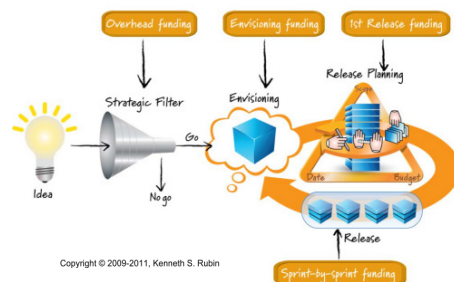 Overhead funding
Envisioning funding
1st Release funding
Strategic Filter
Envisioning
Release Planning
Scope
Go
Idea
No go
Date
Budget
Release
Copyright © 2009-2011, Kenneth S. Rubin
Sprint-by-sprint funding